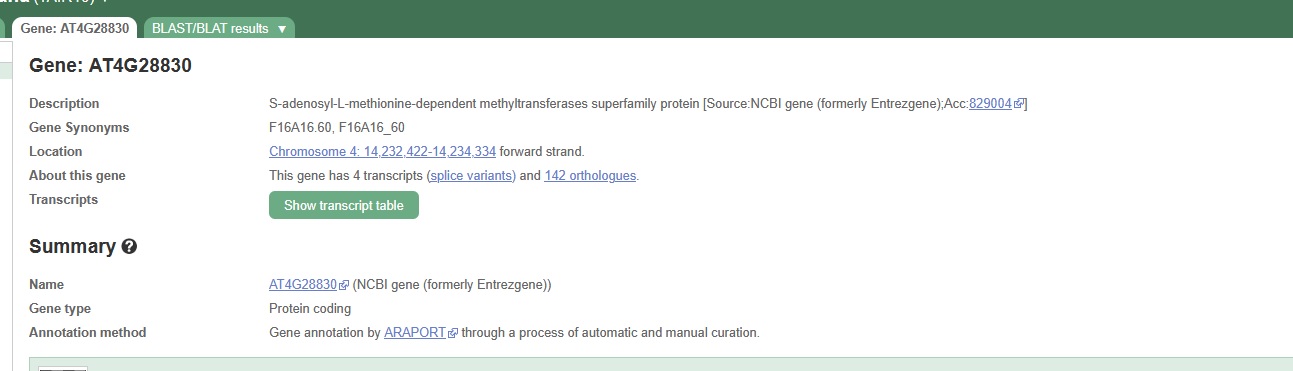 Gene: AT4G28830 BLAST/BLAT results ▼
Gene: AT4G28830
Description S-adenosyl-L-methionine-dependent methyltransferases superfamily protein [Source:NCBI gene (formerly Entrezgene);Acc:829004]
Gene Synonyms F16A16.60, F16A16_60
Location Chromosome 4: 14,232,422-14,234,334 forward strand.
About this gene This gene has 4 transcripts (splice variants) and 142 orthologues.
Transcripts Show transcript table
Summary ?
Name AT4G28830 (NCBI gene (formerly Entrezgene))
Gene type Protein coding
Annotation method Gene annotation by ARAPORT through a process of automatic and manual curation.